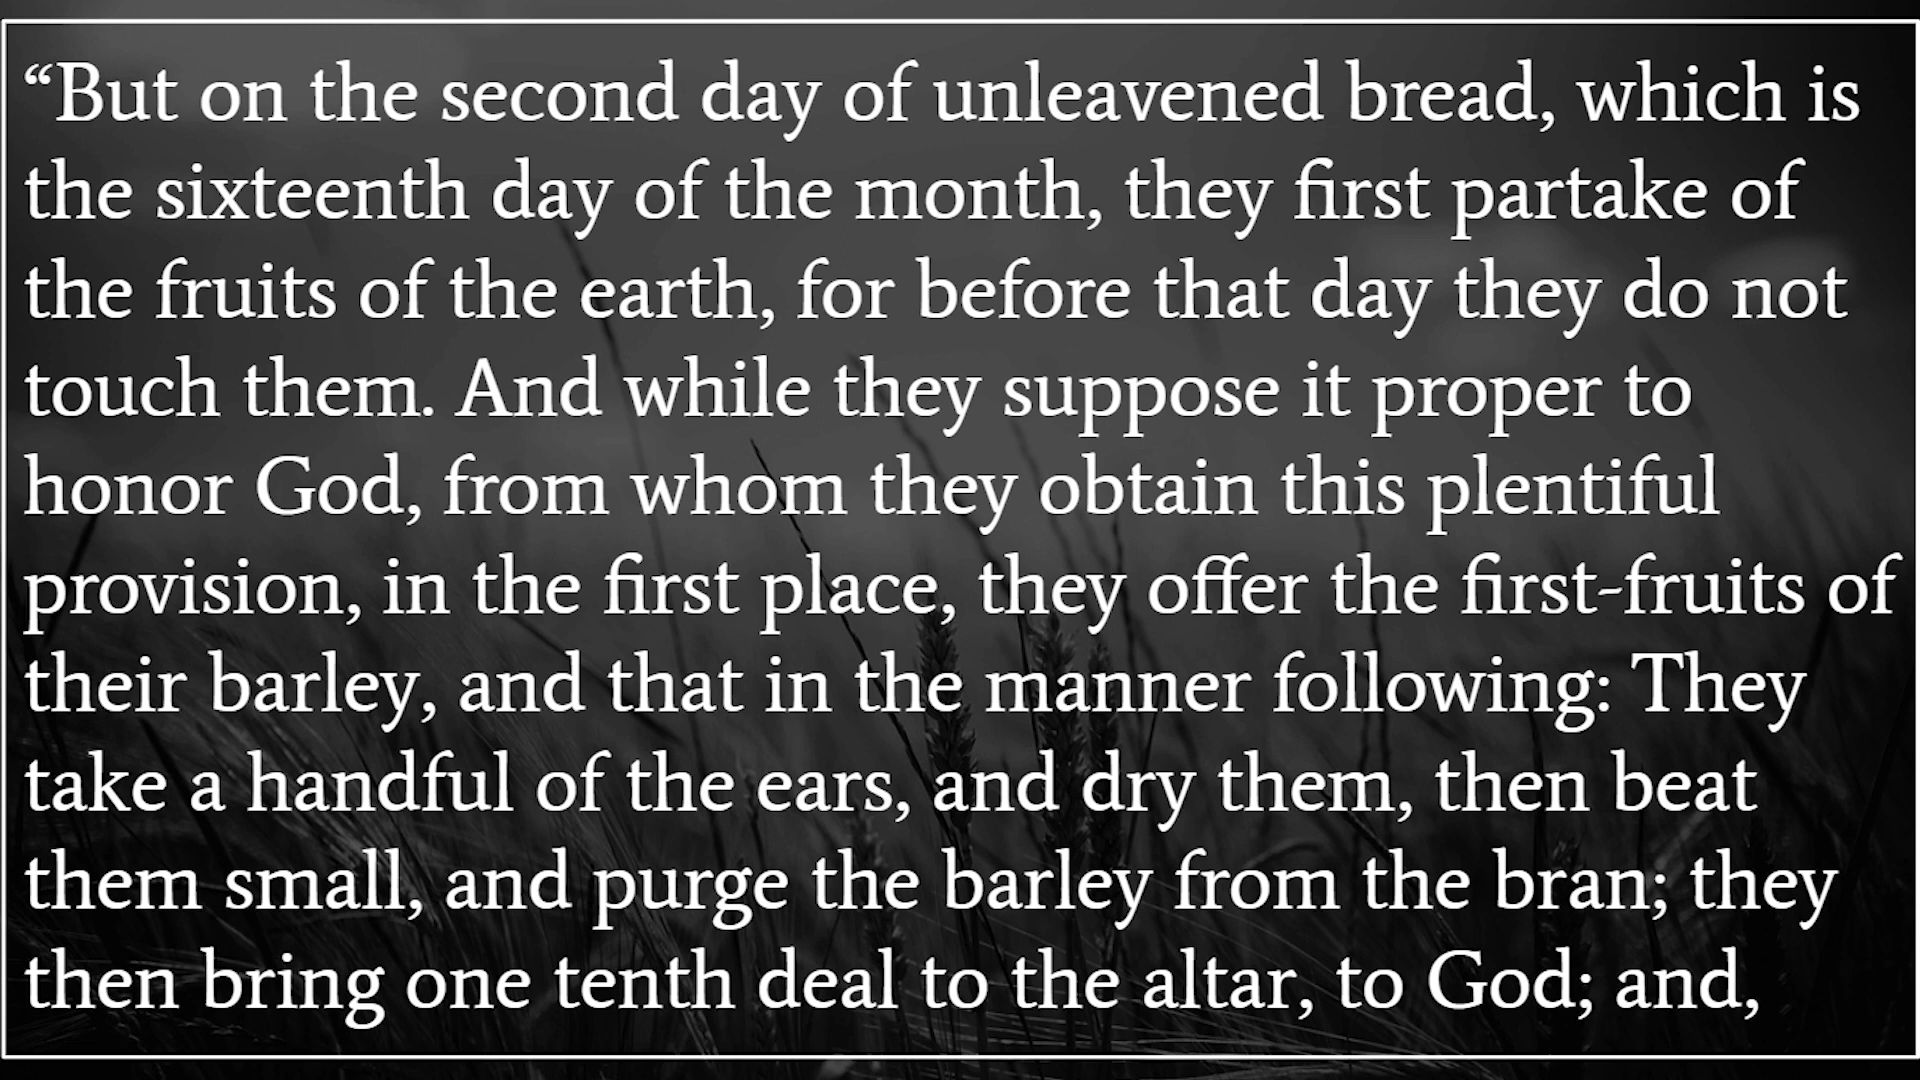 “But on the second day of unleavened bread, which is
the sixteenth day of the month, they first partake of
the fruits of the earth, for before that day they do not
touch them. And while they suppose it proper to
honor God, from whom they obtain this plentiful
provision, in the first place, they offer the first-fruits of
their barley, and that in the manner following: They
take a handful of the ears, and dry them, then beat
them small, and purge the barley from the bran; they
then bring one tenth deal to the altar, to God; and,